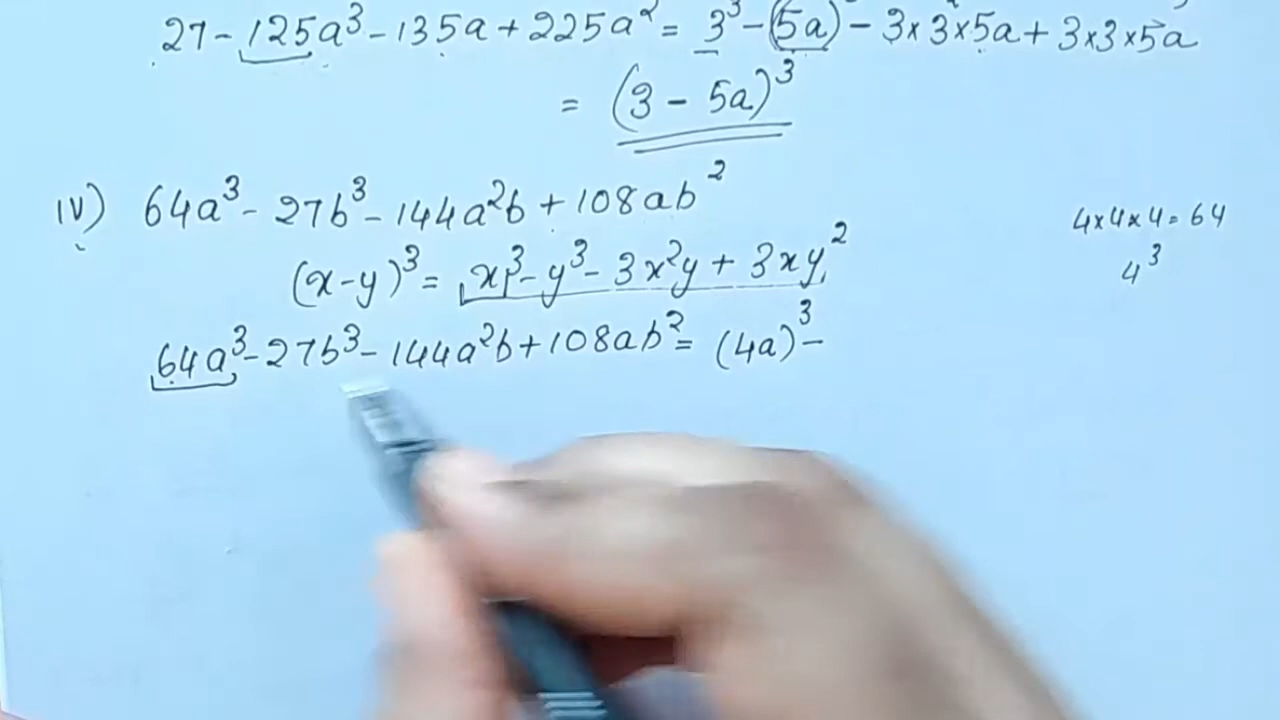 27 - 125a³ - 135a + 225a² = 3³ - (5a) - 3×3×5a + 3×3×5a
= (3 - 5a)³
IV) 64a³ - 27b³ - 144a²b + 108ab²
4×4×4 = 64
4³
(x-y)³ = x³ - y³ - 3x²y + 3xy²
64a³ - 27b³ - 144a²b + 108ab² = (4a)³ -